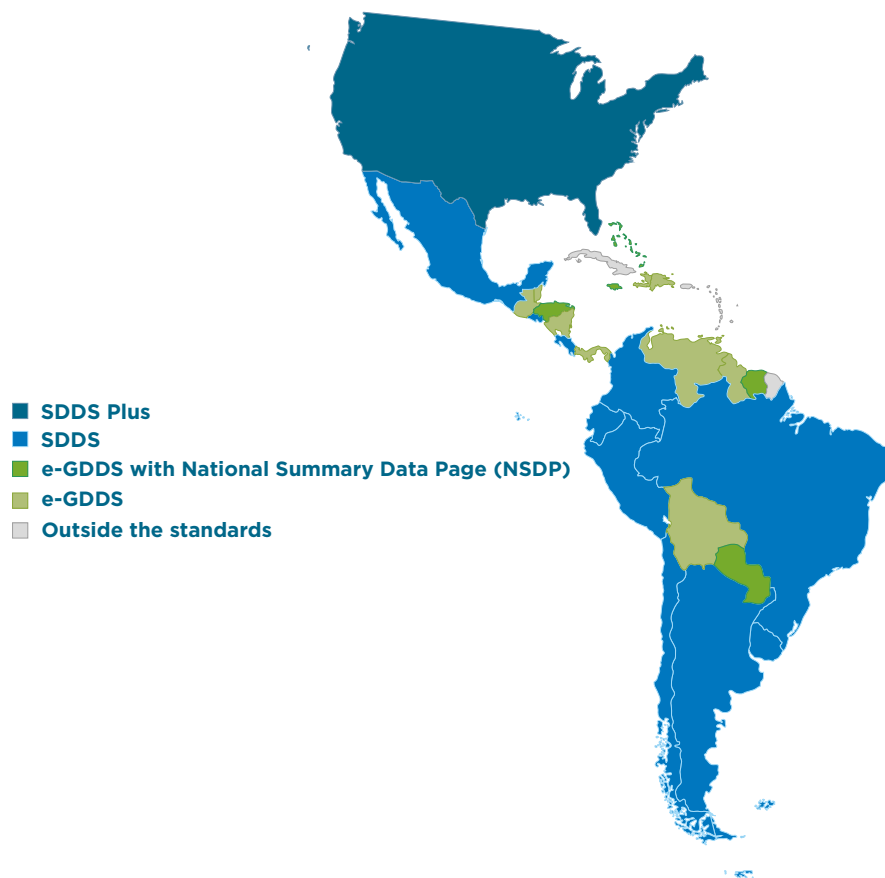 SDDS Plus
SDDS
e-GDDS with National Summary Data Page (NSDP)
e-GDDS
Outside the standards